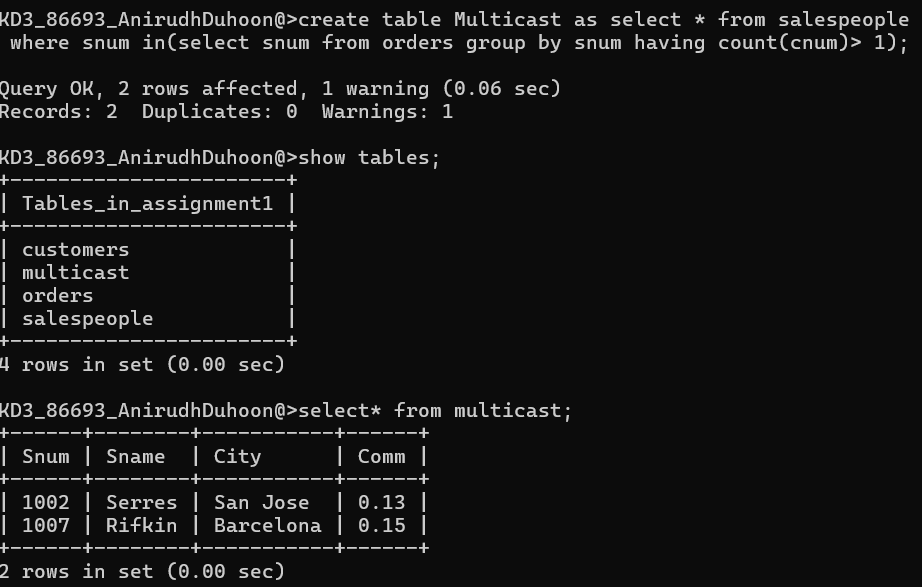 KD3_86693_AnirudhDuhoon@>create table Multicast as select * from salespeople
 where snum in(select snum from orders group by snum having count(cnum)> 1);
Query OK, 2 rows affected, 1 warning (0.06 sec)
Records: 2  Duplicates: 0  Warnings: 1
KD3_86693_AnirudhDuhoon@>show tables;
+-----------------------+
| Tables_in_assignment1 |
+-----------------------+
| customers             |
| multicast             |
| orders                |
| salespeople           |
+-----------------------+
4 rows in set (0.00 sec)
KD3_86693_AnirudhDuhoon@>select* from multicast;
+------+--------+-----------+------+
| Snum | Sname  | City      | Comm |
+------+--------+-----------+------+
| 1002 | Serres | San Jose  | 0.13 |
| 1007 | Rifkin | Barcelona | 0.15 |
+------+--------+-----------+------+
2 rows in set (0.00 sec)